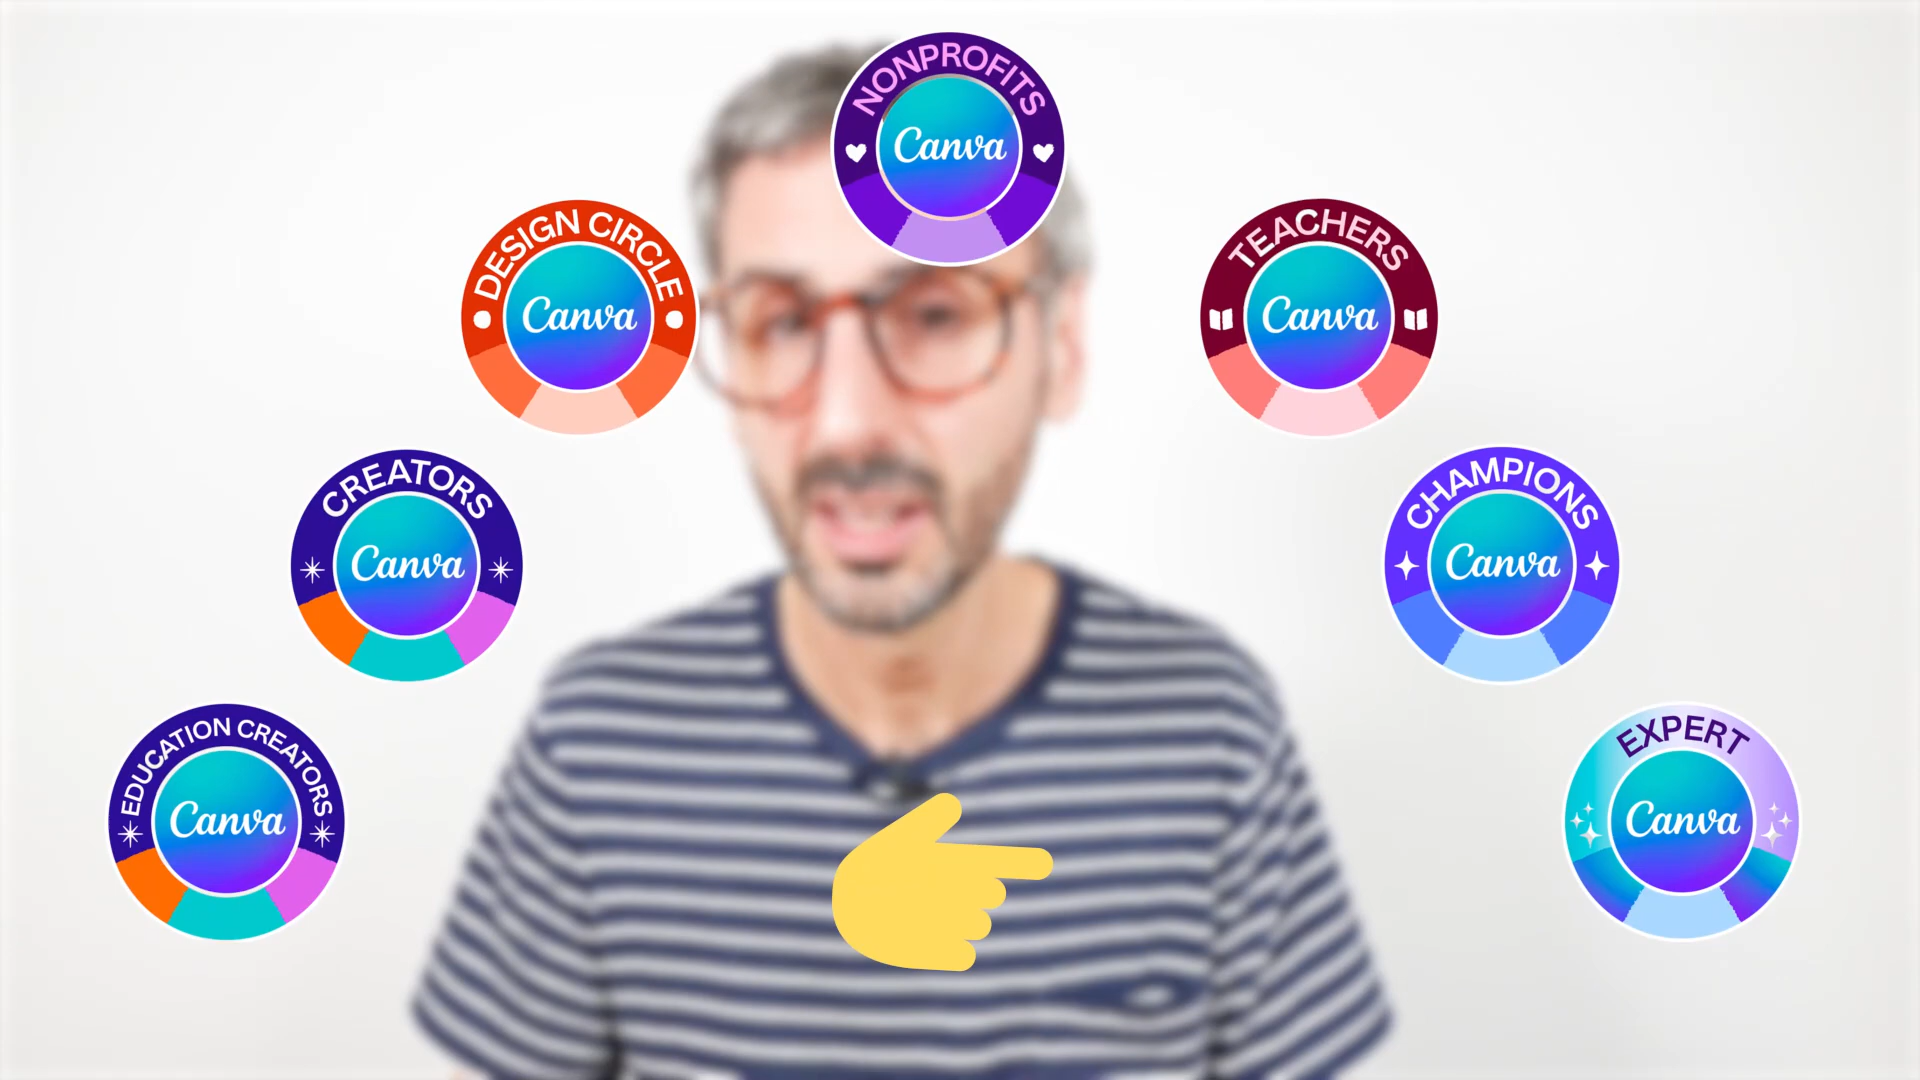 NONPROFITS
Canva
DESIGN CIRCLE
Canva
TEACHERS
Canva
CREATORS
Canva
CHAMPIONS
Canva
EDUCATION CREATORS
Canva
EXPERT
Canva